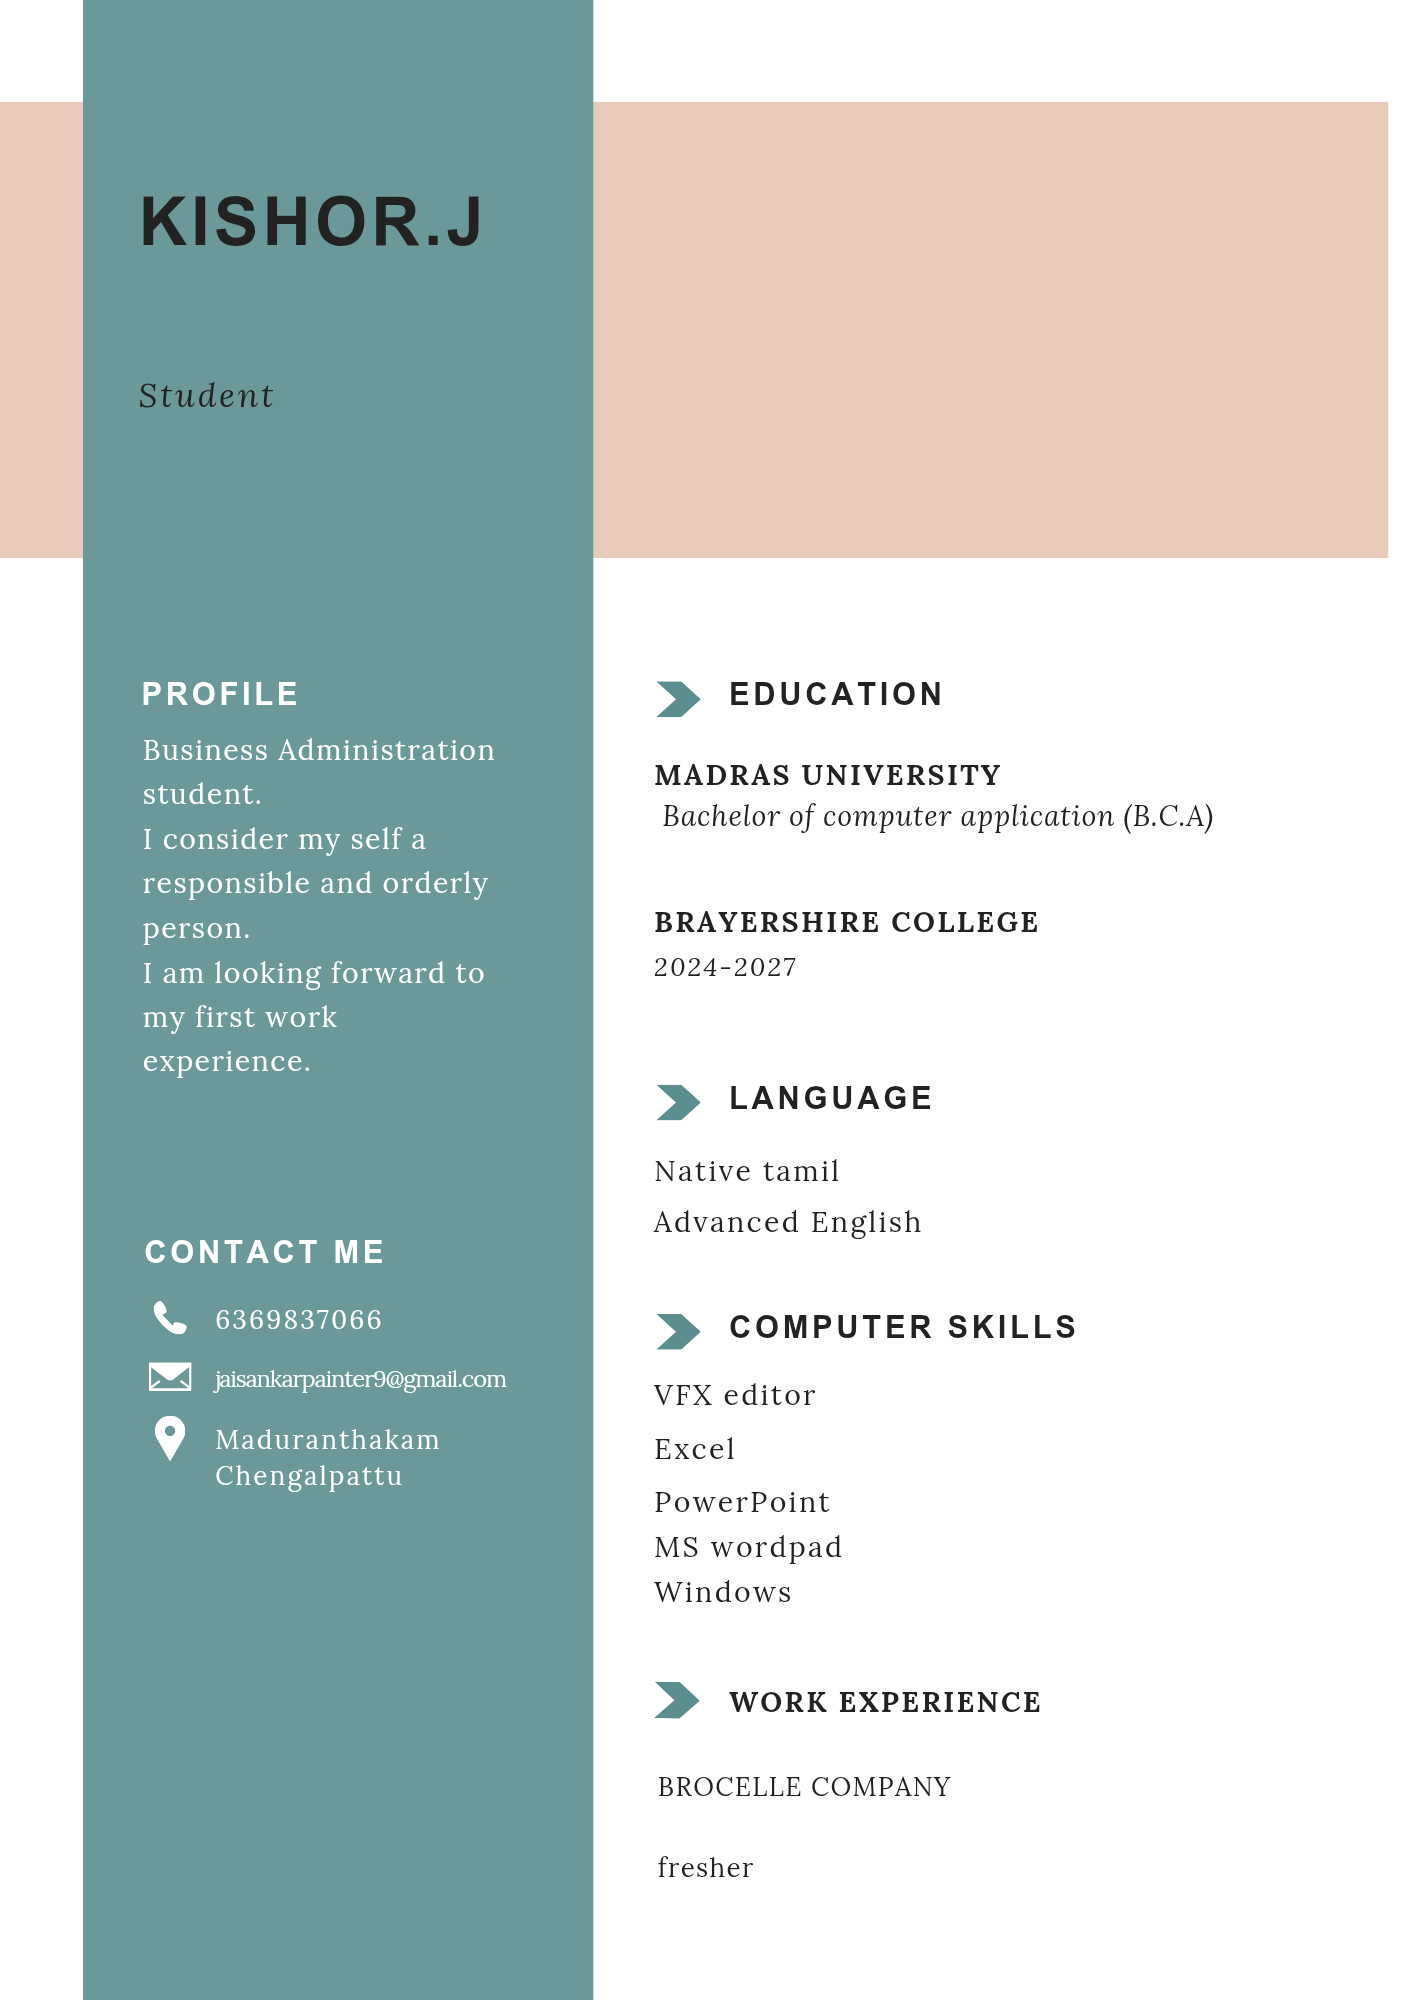 KISHOR.J
Student
PROFILE
Business Administration
student.
I consider my self a
responsible and orderly
person.
I am looking forward to
my first work
experience.
CONTACT ME
6369837066
jaisankarpainter9@gmail.com
Maduranthakam
Chengalpattu
EDUCATION
MADRAS UNIVERSITY
Bachelor of computer application (B.C.A)
BRAYERSHIRE COLLEGE
2024-2027
LANGUAGE
Native tamil
Advanced English
COMPUTER SKILLS
VFX editor
Excel
PowerPoint
MS wordpad
Windows
WORK EXPERIENCE
BROCELLE COMPANY
fresher